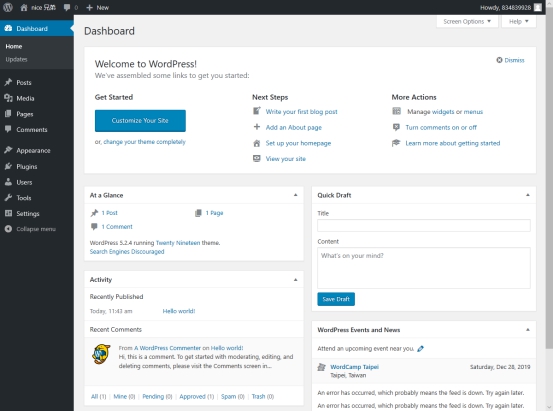 nice 兄弟 0 New Howdy, 834839928
Dashboard
Home
Updates
Posts
Media
Pages
Comments
Appearance
Plugins
Users
Tools
Settings
Collapse menu
Screen Options ▼ Help ▼
Dashboard
Welcome to WordPress!
We've assembled some links to get you started:
Dismiss
Get Started
Customize Your Site
or, change your theme completely
Next Steps
Write your first blog post
Add an About page
Set up your homepage
View your site
More Actions
Manage widgets or menus
Turn comments on or off
Learn more about getting started
At a Glance
1 Post 1 Page
1 Comment
WordPress 5.2.4 running Twenty Nineteen theme.
Search Engines Discouraged
Activity
Recently Published
Today, 11:43 am Hello world!
Recent Comments
From A WordPress Commenter on Hello world!
Hi, this is a comment. To get started with moderating, editing, and
deleting comments, please visit the Comments screen in...
All (1) | Mine (0) | Pending (0) | Approved (1) | Spam (0) | Trash (0)
Quick Draft
Title
Content
What's on your mind?
Save Draft
WordPress Events and News
Attend an upcoming event near you.
WordCamp Taipei Saturday, Dec 28, 2019
Taipei, Taiwan
An error has occurred, which probably means the feed is down. Try again later.
An error has occurred, which probably means the feed is down. Try again later.